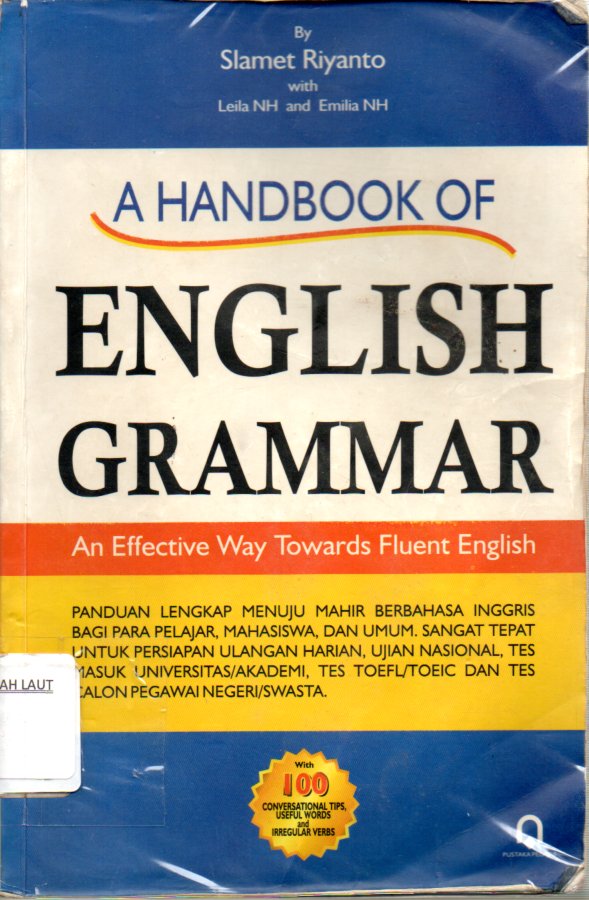 By
Slamet Riyanto
with
Leila NH and Emilia NH
A HANDBOOK OF
ENGLISH
GRAMMAR
An Effective Way Towards Fluent English
PANDUAN LENGKAP MENUJU MAHIR BERBAHASA INGGRIS
BAGI PARA PELAJAR, MAHASISWA, DAN UMUM. SANGAT TEPAT
UNTUK PERSIAPAN ULANGAN HARIAN, UJIAN NASIONAL, TES
MASUK UNIVERSITAS/AKADEMI, TES TOEFL/TOEIC DAN TES
CALON PEGAWAI NEGERI/SWASTA.
AH LAUT
With
100
CONVERSATIONAL TIPS,
USEFUL WORDS
and
IRREGULAR VERBS
PUSTAKA